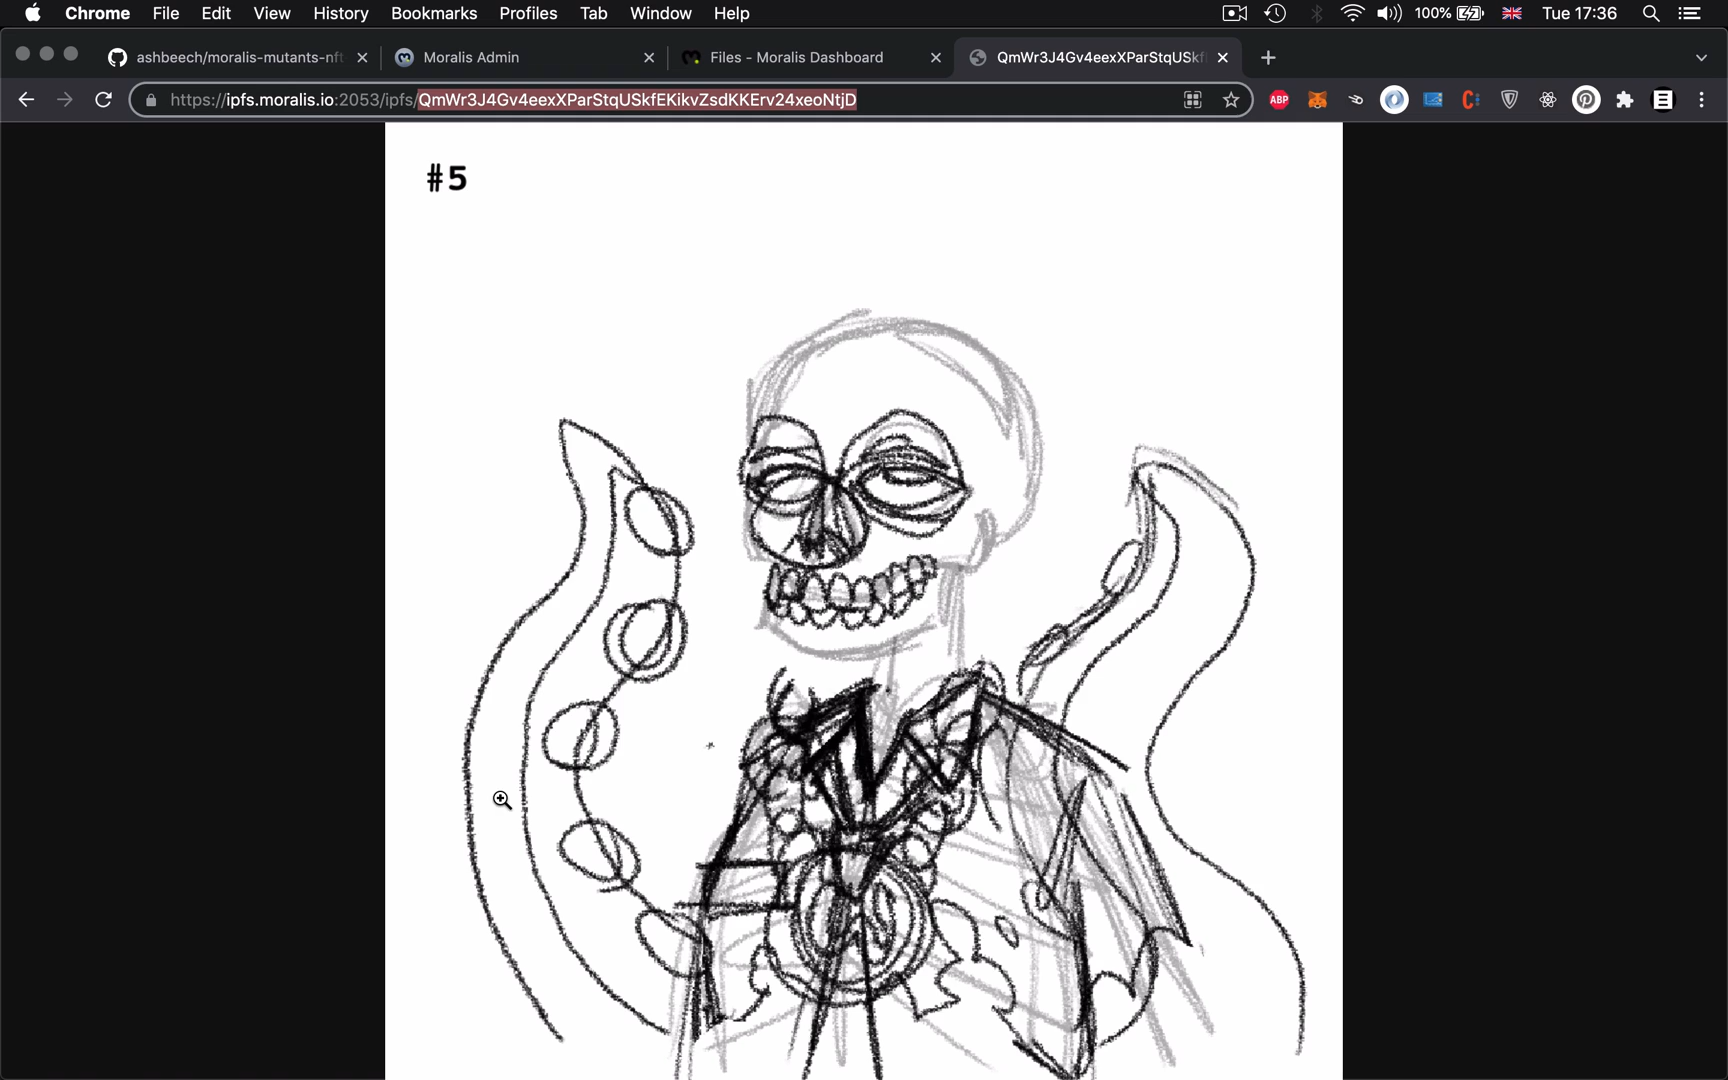 Chrome File Edit View History Bookmarks Profiles Tab Window Help 100% Tue 17:36
ashbeech/moralis-mutants-nft Moralis Admin Files - Moralis Dashboard QmWr3J4Gv4eexXParStqUSkf
https://ipfs.moralis.io:2053/ipfs/QmWr3J4Gv4eexXParStqUSkfEKikvZsdKKErv24xeoNtjD ABP
#5